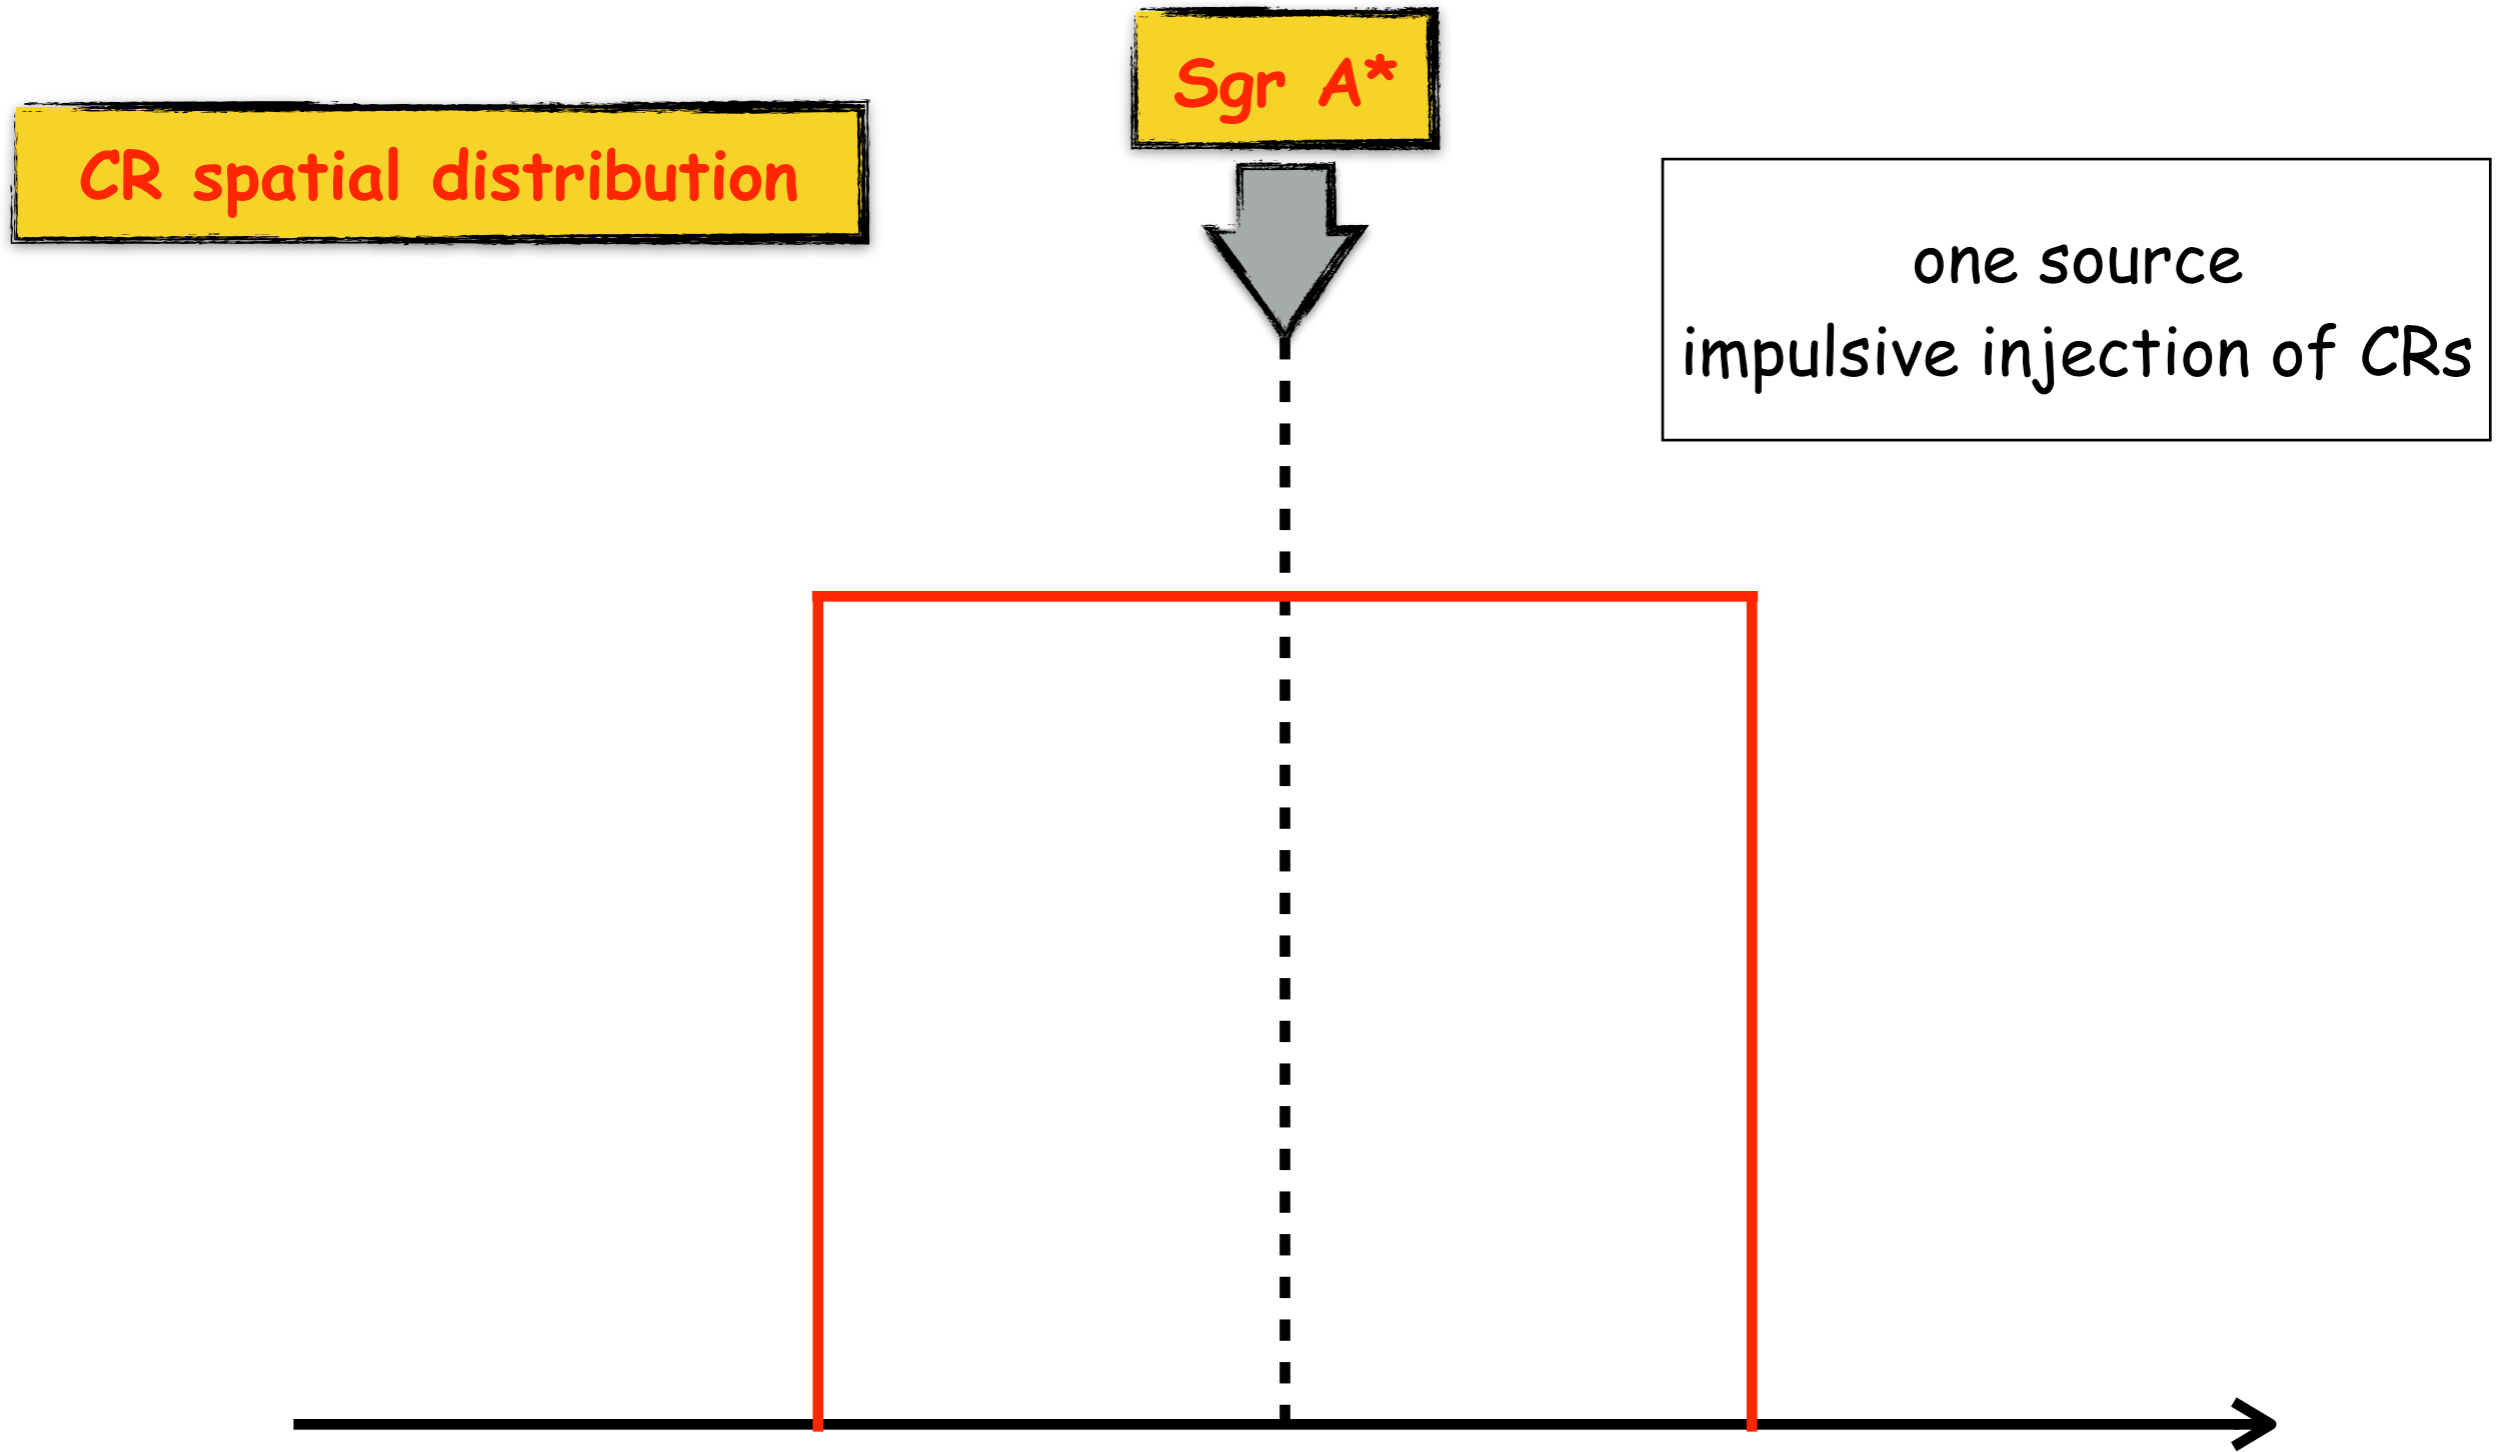 Sgr A*
CR spatial distribution
one source
impulsive injection of CRs